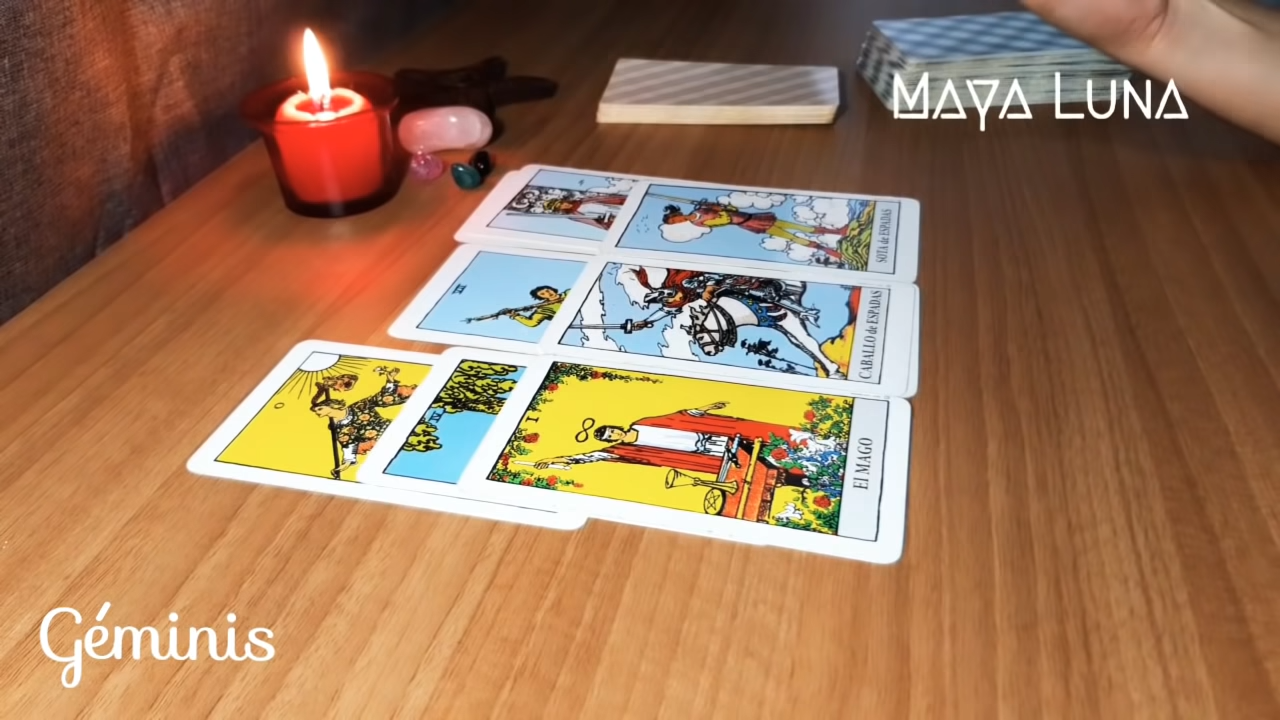 MAYA LUNA
SOTA de ESPADAS
CABALLO de ESPADAS
I
El MAGO
Géminis